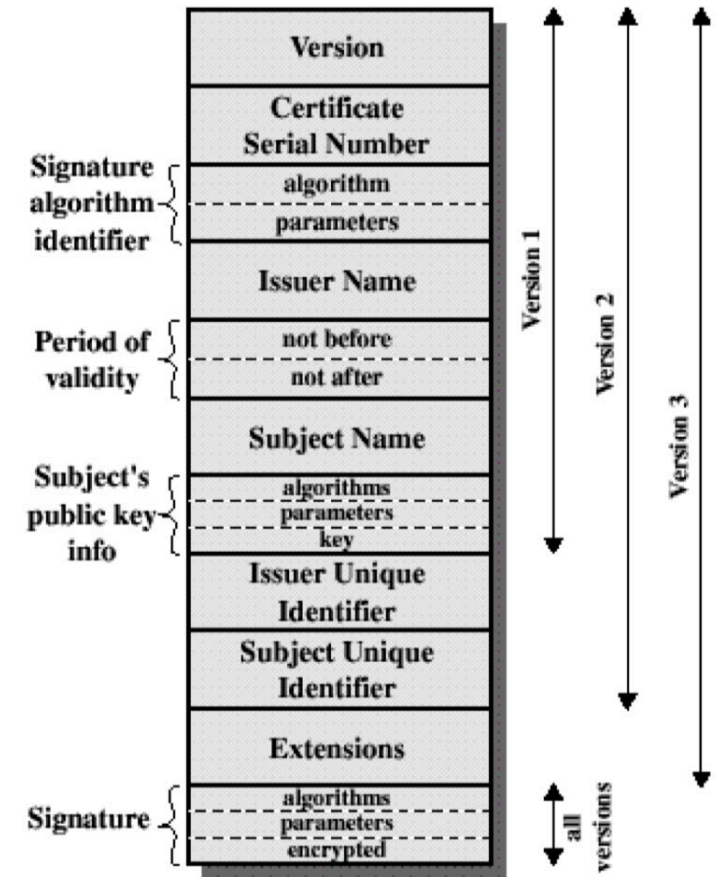 Version
Certificate
Serial Number
Signature
algorithm
identifier
algorithm
parameters
Issuer Name
Period of
validity
not before
not after
Subject Name
Subject's
public key
info
algorithms
parameters
key
Issuer Unique
Identifier
Subject Unique
Identifier
Extensions
Signature
algorithms
parameters
encrypted
Version 1
Version 2
Version 3
all
versions